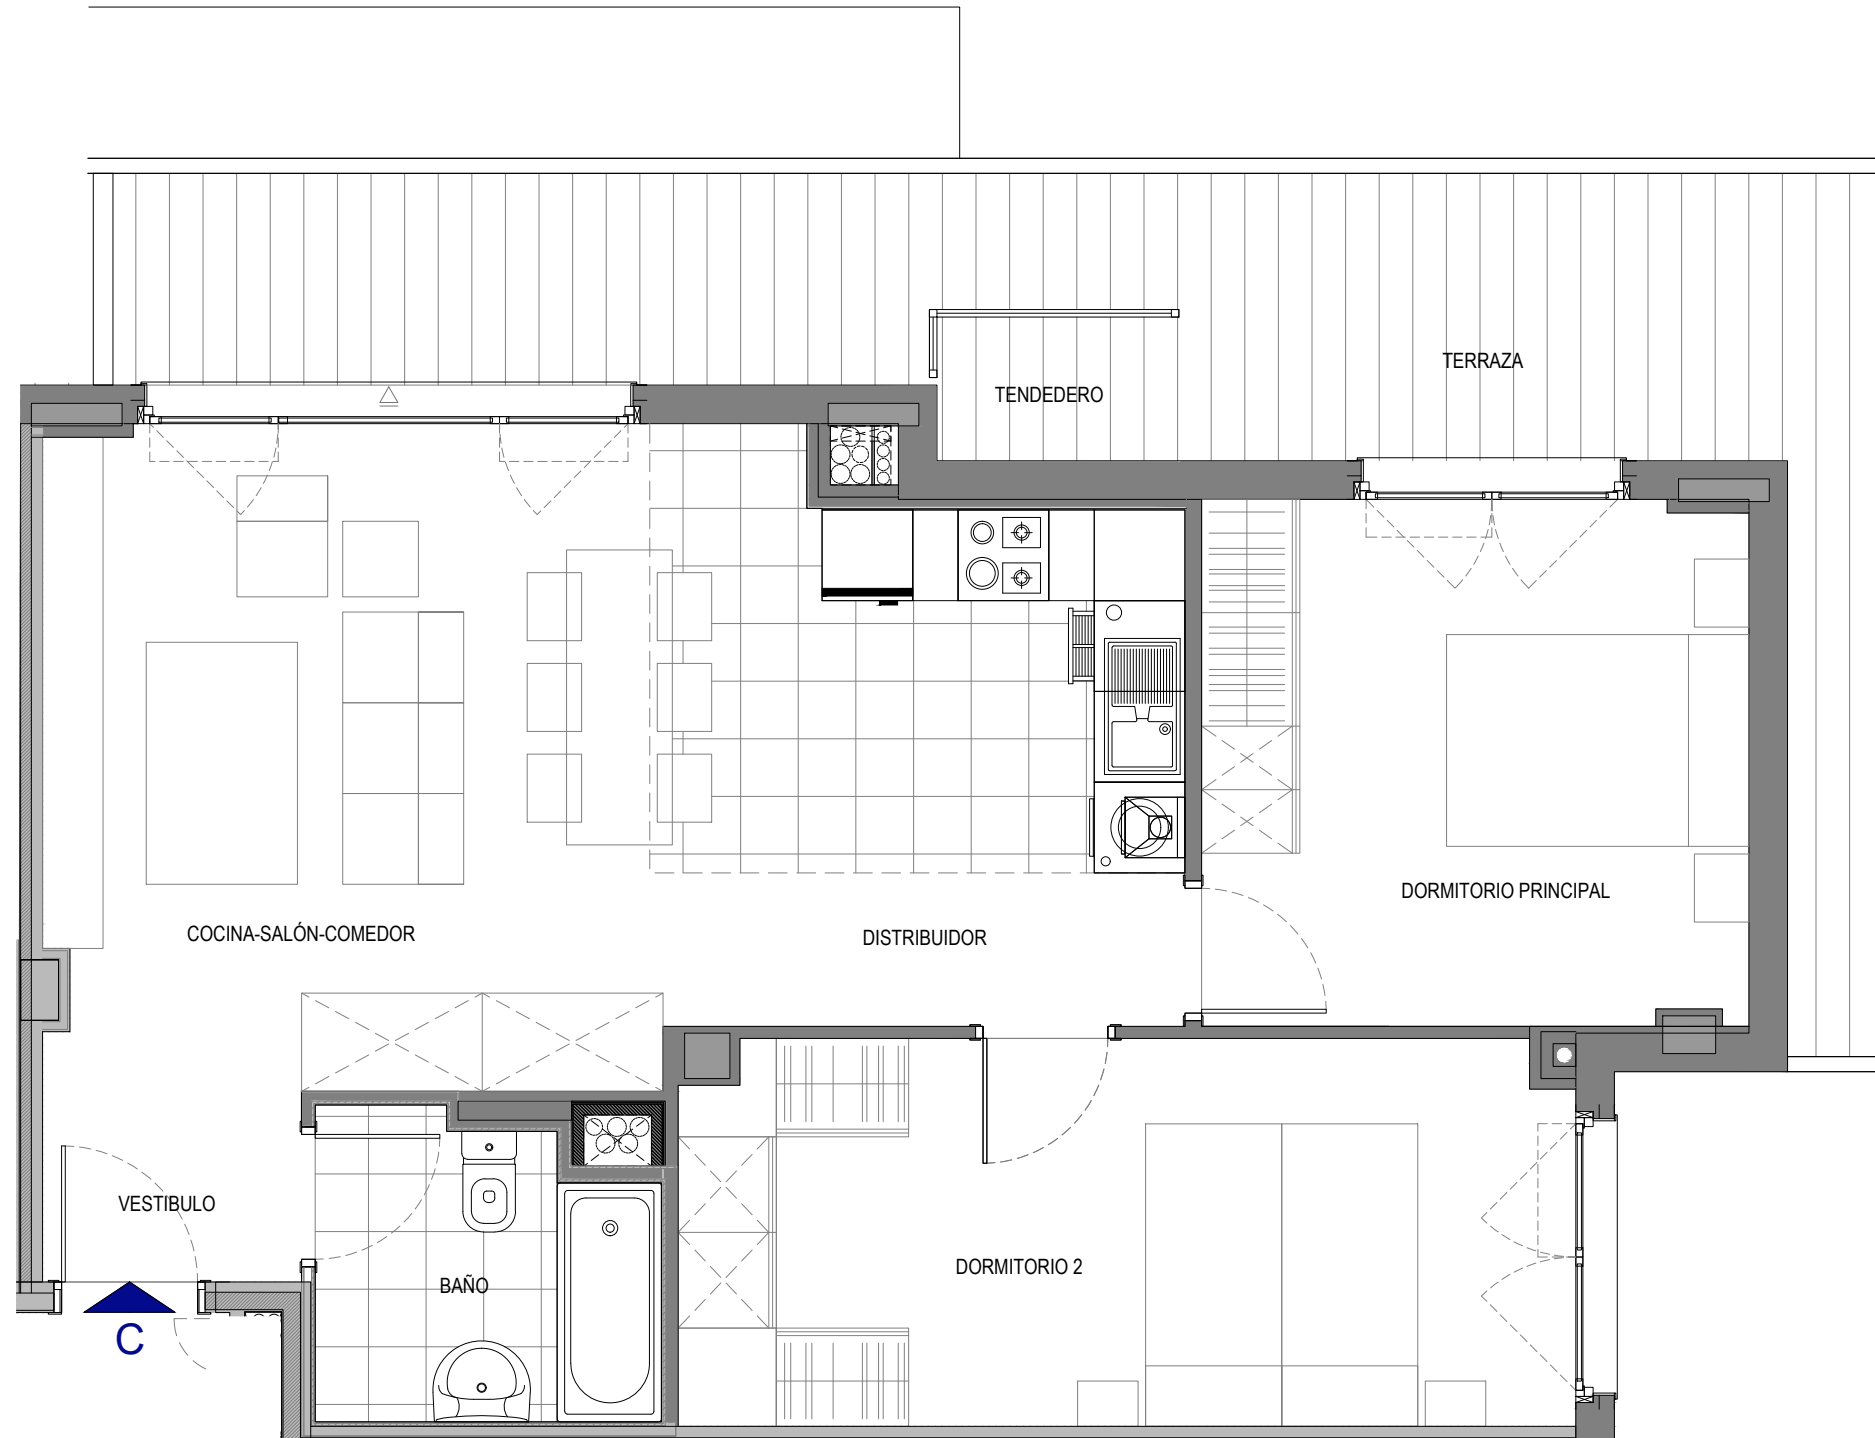 TERRAZA
TENDEDERO
DORMITORIO PRINCIPAL
COCINA-SALÓN-COMEDOR
DISTRIBUIDOR
VESTIBULO
DORMITORIO 2
BAÑO
C